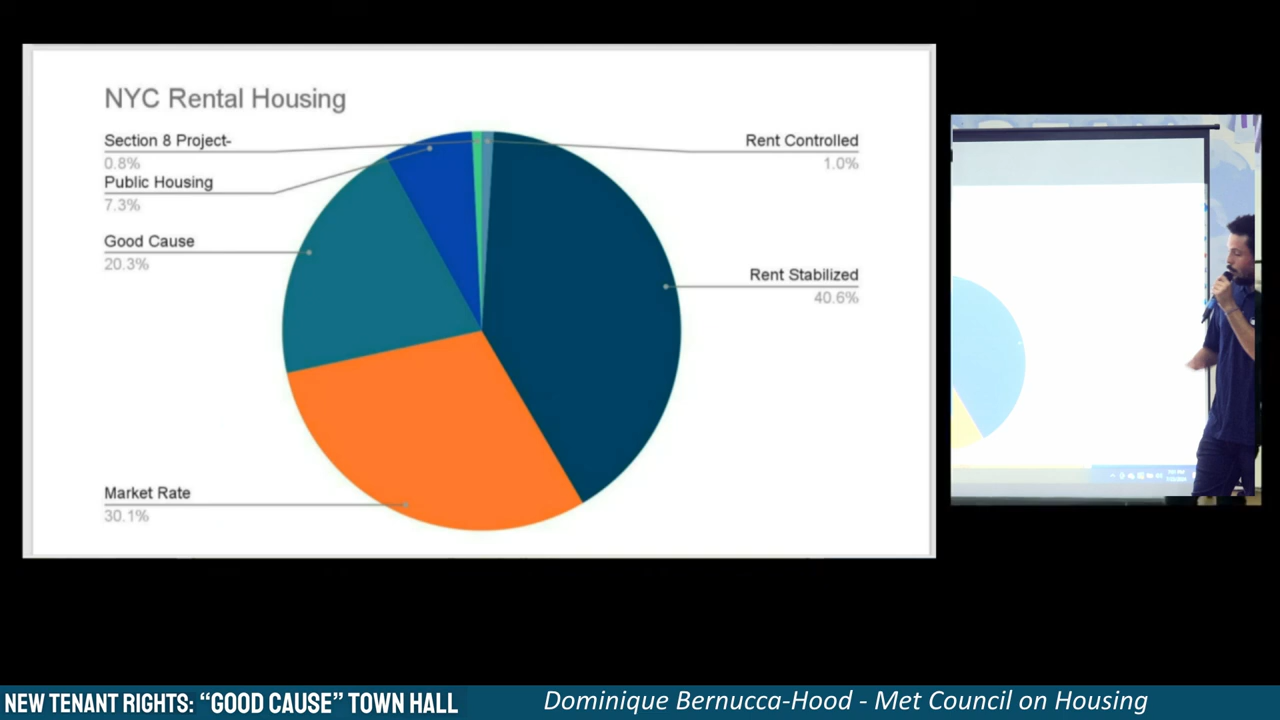 NYC Rental Housing
Section 8 Project-
0.8%
Public Housing
7.3%
Good Cause
20.3%
Market Rate
30.1%
Rent Controlled
1.0%
Rent Stabilized
40.6%
NEW TENANT RIGHTS: “GOOD CAUSE” TOWN HALL
Dominique Bernucca-Hood - Met Council on Housing